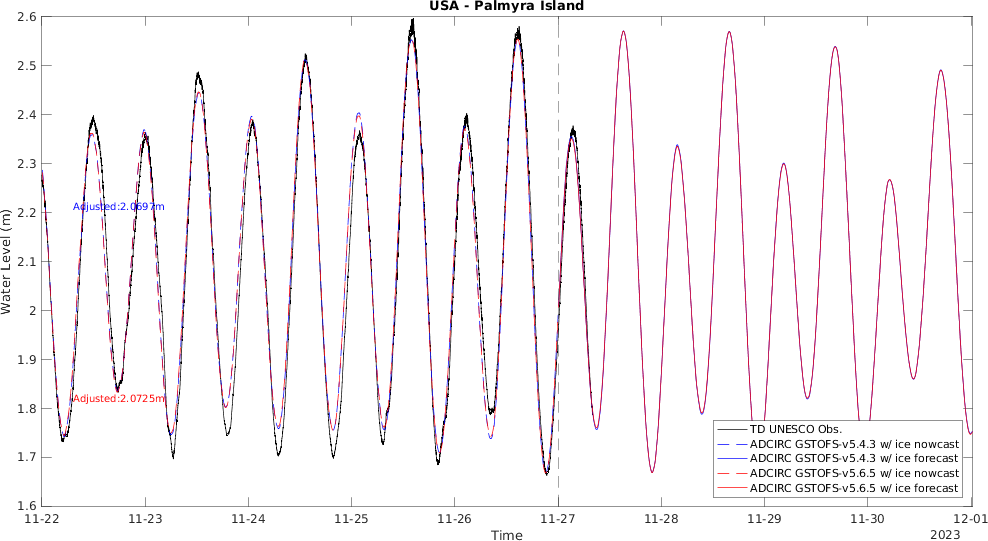 USA - Palmyra Island
2.6
2.5
2.4
2.3
2.2
2.1
2
1.9
1.8
1.7
1.6
Water Level (m)
Adjusted:2.0697m
Adjusted:2.0725m
TD UNESCO Obs.
ADCIRC GSTOFS-v5.4.3 w/ ice nowcast
ADCIRC GSTOFS-v5.4.3 w/ ice forecast
ADCIRC GSTOFS-v5.6.5 w/ ice nowcast
ADCIRC GSTOFS-v5.6.5 w/ ice forecast
11-22 11-23 11-24 11-25 11-26 11-27 11-28 11-29 11-30 12-01
Time
2023